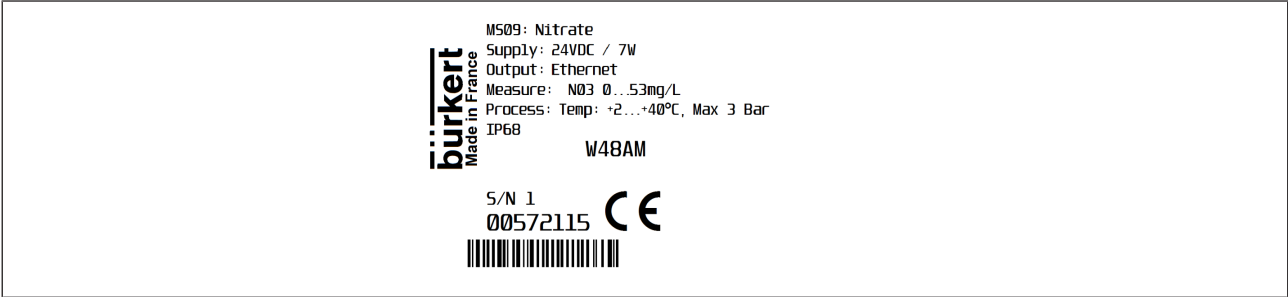 bürkert
Made in France
MS09: Nitrate
Supply: 24VDC / 7W
Output: Ethernet
Measure: NO3 0...53mg/L
Process: Temp: +2...+40°C, Max 3 Bar
IP68
W48AM
S/N 1
00572115 CE